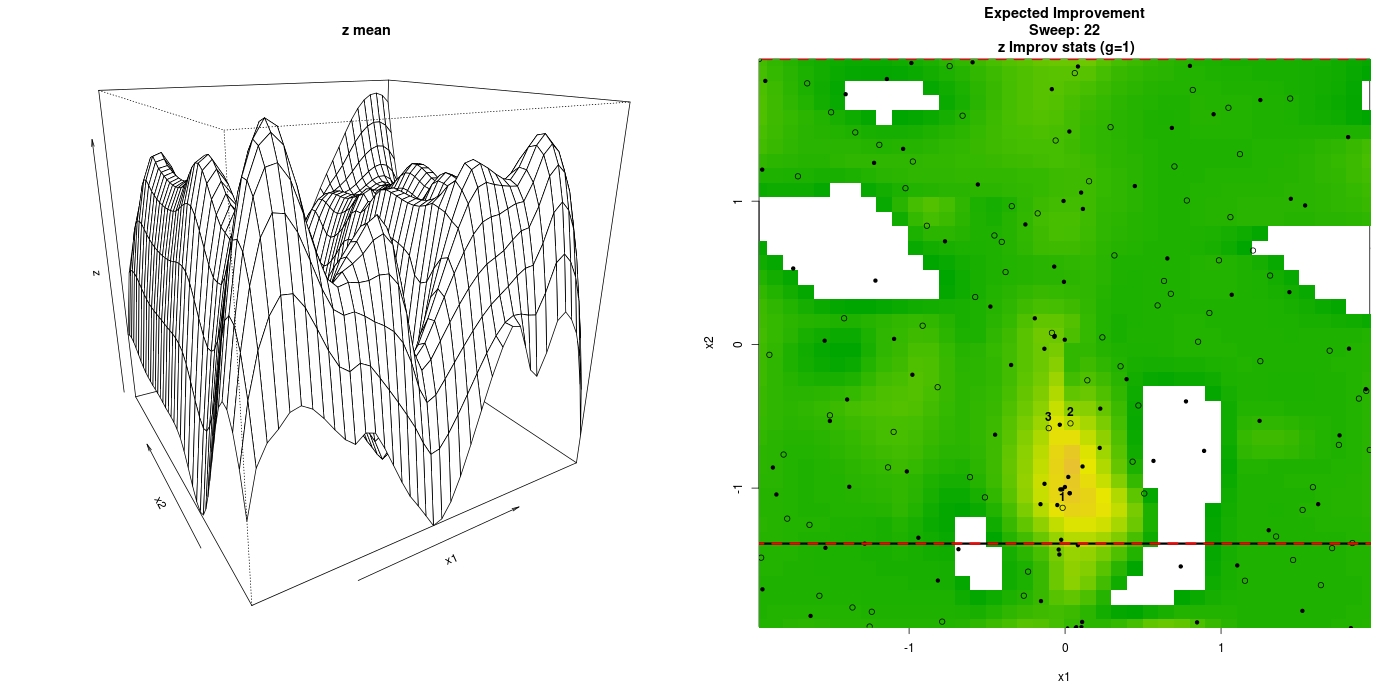 z mean
z
x2
x1
Expected Improvement
Sweep: 22
z Improv stats (g=1)
x2
1
0
-1
3
2
1
-1
0
1
x1